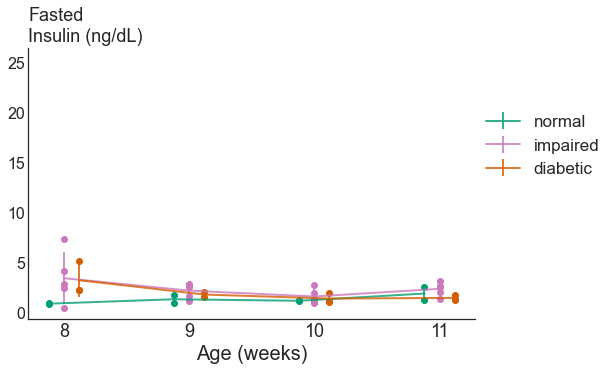 Fasted
Insulin (ng/dL)
25
20
15
10
5
0
8 9 10 11
Age (weeks)
normal
impaired
diabetic